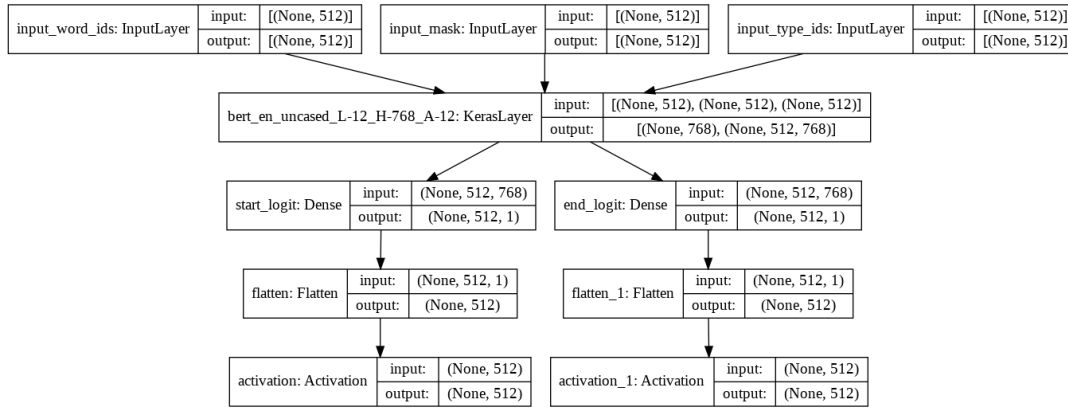 input_word_ids: InputLayer
input: [(None, 512)]
output: [(None, 512)]
input_mask: InputLayer
input: [(None, 512)]
output: [(None, 512)]
input_type_ids: InputLayer
input: [(None, 512)]
output: [(None, 512)]
bert_en_uncased_L-12_H-768_A-12: KerasLayer
input: [(None, 512), (None, 512), (None, 512)]
output: [(None, 768), (None, 512, 768)]
start_logit: Dense
input: (None, 512, 768)
output: (None, 512, 1)
end_logit: Dense
input: (None, 512, 768)
output: (None, 512, 1)
flatten: Flatten
input: (None, 512, 1)
output: (None, 512)
flatten_1: Flatten
input: (None, 512, 1)
output: (None, 512)
activation: Activation
input: (None, 512)
output: (None, 512)
activation_1: Activation
input: (None, 512)
output: (None, 512)